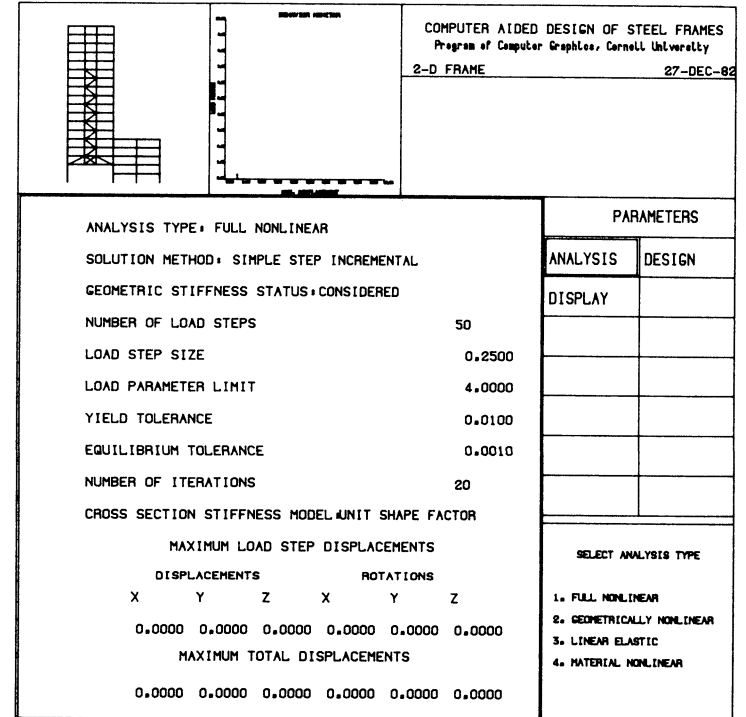 BEHAVIOR MONITOR
COMPUTER AIDED DESIGN OF STEEL FRAMES
Program of Computer Graphics, Cornell University
2-D FRAME 27-DEC-82
ANALYSIS TYPE: FULL NONLINEAR
SOLUTION METHOD: SIMPLE STEP INCREMENTAL
GEOMETRIC STIFFNESS STATUS:CONSIDERED
NUMBER OF LOAD STEPS 50
LOAD STEP SIZE 0.2500
LOAD PARAMETER LIMIT 4.0000
YIELD TOLERANCE 0.0100
EQUILIBRIUM TOLERANCE 0.0010
NUMBER OF ITERATIONS 20
CROSS SECTION STIFFNESS MODEL:UNIT SHAPE FACTOR
MAXIMUM LOAD STEP DISPLACEMENTS
DISPLACEMENTS ROTATIONS
X Y Z X Y Z
0.0000 0.0000 0.0000 0.0000 0.0000 0.0000
MAXIMUM TOTAL DISPLACEMENTS
0.0000 0.0000 0.0000 0.0000 0.0000 0.0000
PARAMETERS
ANALYSIS DESIGN
DISPLAY
SELECT ANALYSIS TYPE
1. FULL NONLINEAR
2. GEOMETRICALLY NONLINEAR
3. LINEAR ELASTIC
4. MATERIAL NONLINEAR